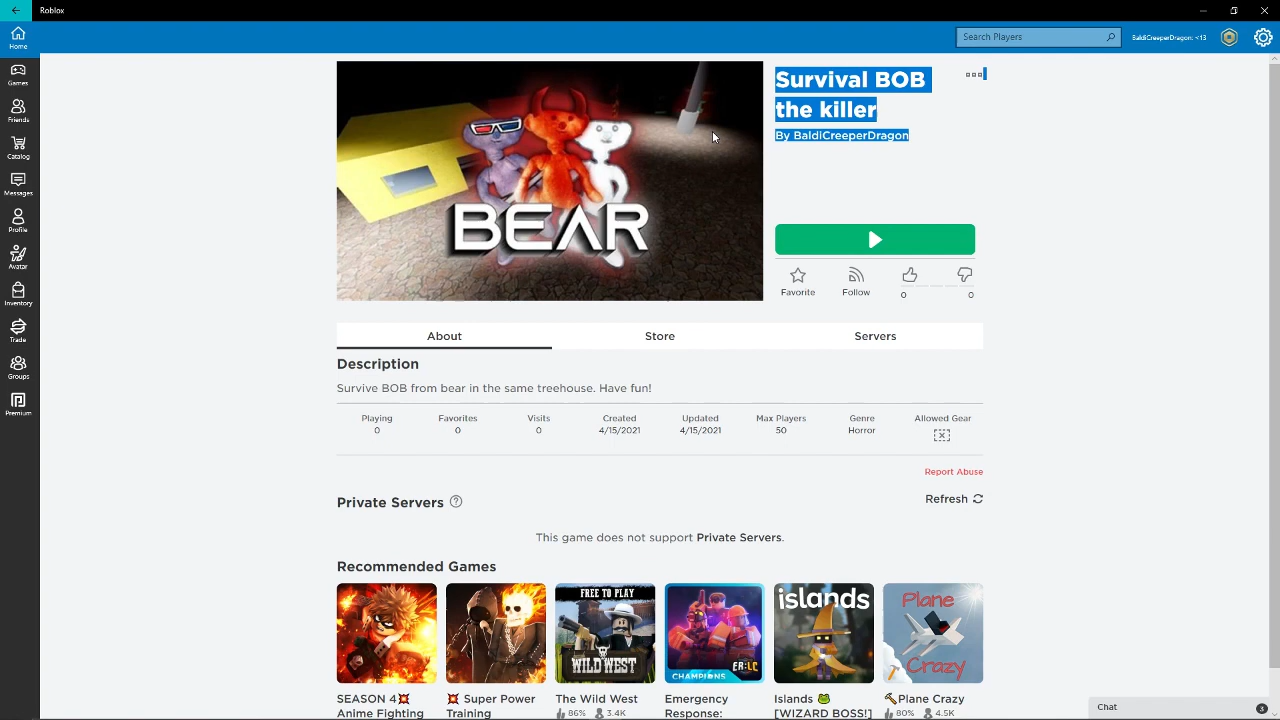 Roblox
Home
Search Players
BaldiCreeperDragon: <13
Games
Friends
Catalog
Messages
Profile
Avatar
Inventory
Trade
Groups
Premium
BEAR
Survival BOB
the killer
By BaldiCreeperDragon
Favorite
Follow
0
0
About
Store
Servers
Description
Survive BOB from bear in the same treehouse. Have fun!
Playing
Favorites
Visits
Created
Updated
Max Players
Genre
Allowed Gear
0
0
0
4/15/2021
4/15/2021
50
Horror
Report Abuse
Private Servers
Refresh
This game does not support Private Servers.
Recommended Games
FREE TO PLAY
WILD WEST
CHAMPIONS
ER:LC
islands
Plane
Crazy
SEASON 4💥
Anime Fighting
💥 Super Power
Training
The Wild West
86% 3.4K
Emergency
Response:
Islands 🐸
[WIZARD BOSS!]
🔨Plane Crazy
80% 4.5K
Chat
3